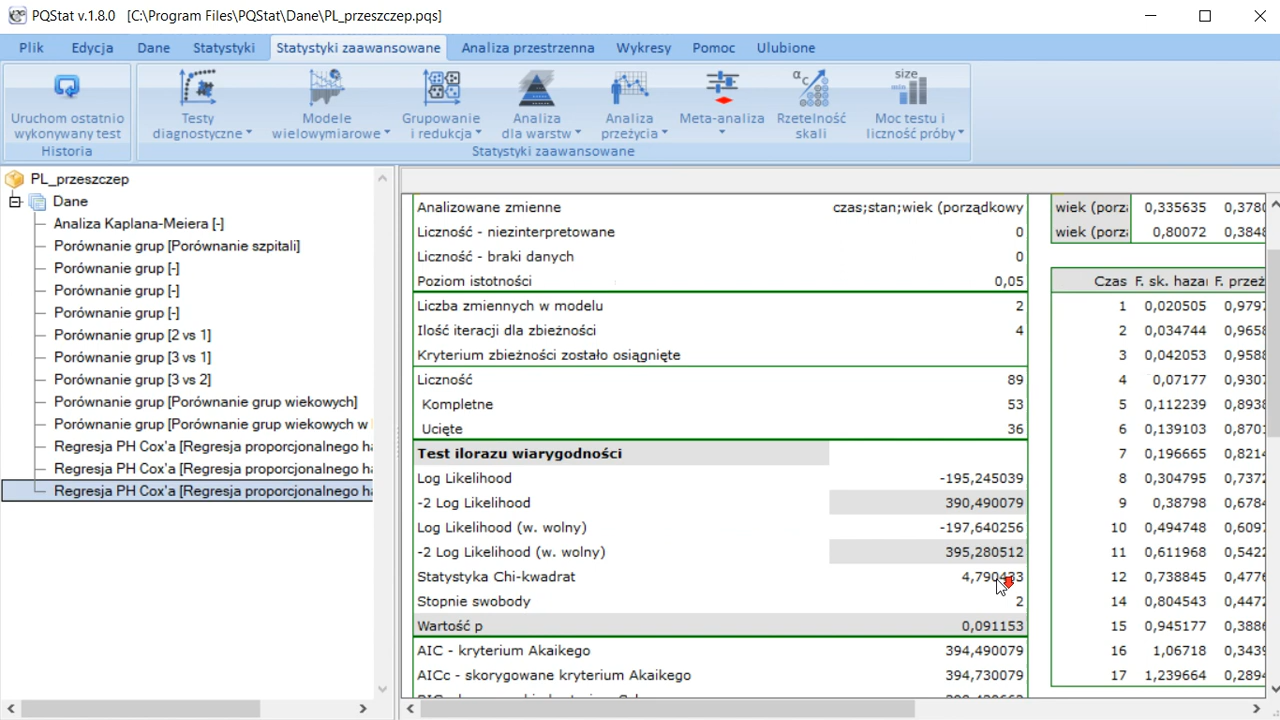 PQStat v.1.8.0 [C:\Program Files\PQStat\Dane\PL_przeszczep.pqs]
Plik Edycja Dane Statystyki Statystyki zaawansowane Analiza przestrzenna Wykresy Pomoc Ulubione
Uruchom ostatnio
wykonywany test
Historia
Testy
diagnostyczne
Modele
wielowymiarowe
Grupowanie
i redukcja
Analiza
dla warstw
Analiza
przeżycia
Meta-analiza
Rzetelność
skali
size
min
Moc testu i
liczność próby
Statystyki zaawansowane
PL_przeszczep
Dane
Analiza Kaplana-Meiera [-]
Porównanie grup [Porównanie szpitali]
Porównanie grup [-]
Porównanie grup [-]
Porównanie grup [-]
Porównanie grup [2 vs 1]
Porównanie grup [3 vs 1]
Porównanie grup [3 vs 2]
Porównanie grup [Porównanie grup wiekowych]
Porównanie grup [Porównanie grup wiekowych w
Regresja PH Cox'a [Regresja proporcjonalnego ha
Regresja PH Cox'a [Regresja proporcjonalnego ha
Regresja PH Cox'a [Regresja proporcjonalnego ha
Analizowane zmienne czas;stan;wiek (porządkowy
Liczność - niezinterpretowane 0
Liczność - braki danych 0
Poziom istotności 0,05
Liczba zmiennych w modelu 2
Ilość iteracji dla zbieżności 4
Kryterium zbieżności zostało osiągnięte
Liczność 89
Kompletne 53
Ucięte 36
Test ilorazu wiarygodności
Log Likelihood -195,245039
-2 Log Likelihood 390,490079
Log Likelihood (w. wolny) -197,640256
-2 Log Likelihood (w. wolny) 395,280512
Statystyka Chi-kwadrat 4,790433
Stopnie swobody 2
Wartość p 0,091153
AIC - kryterium Akaikego 394,490079
AICc - skorygowane kryterium Akaikego 394,730079
wiek (porz 0,335635 0,3780
wiek (porz 0,80072 0,3848
Czas F. sk. hazar F. przeż
1 0,020505 0,9797
2 0,034744 0,9658
3 0,042053 0,9588
4 0,07177 0,9307
5 0,112239 0,8938
6 0,139103 0,8701
7 0,196665 0,8214
8 0,304795 0,7372
9 0,38798 0,6784
10 0,494748 0,6097
11 0,611968 0,5422
12 0,738845 0,4776
14 0,804543 0,4472
15 0,945177 0,3886
16 1,06718 0,3439
17 1,239664 0,2894